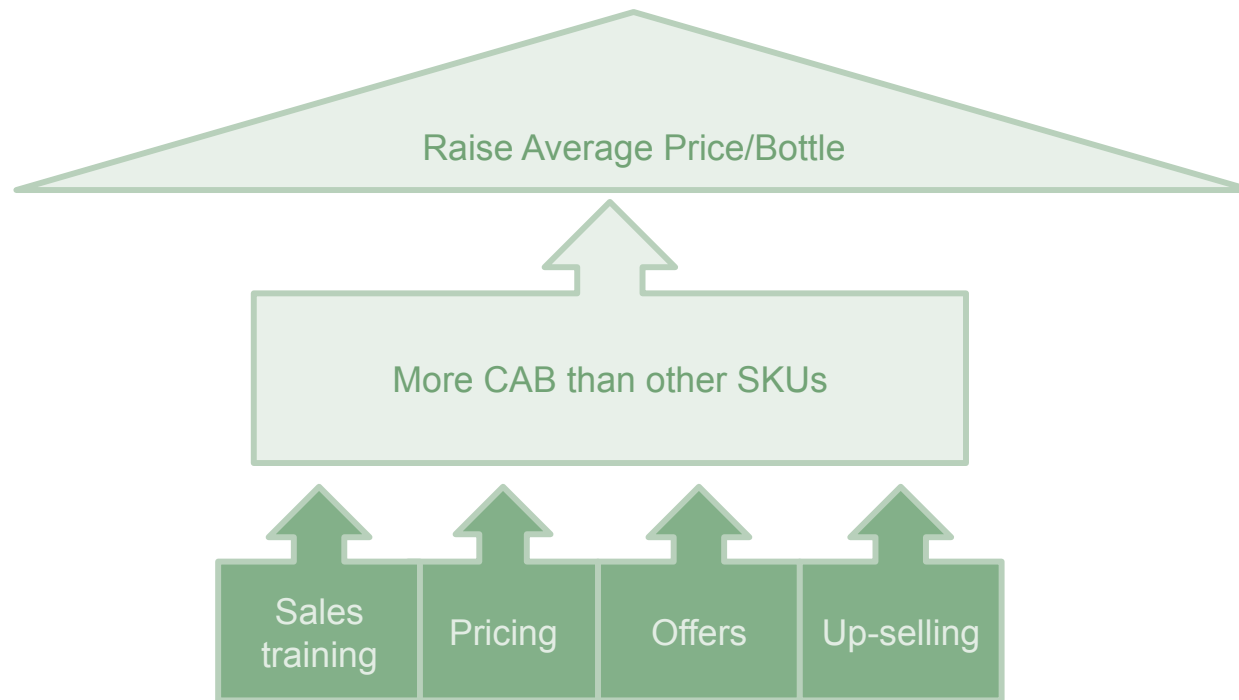 Raise Average Price/Bottle
More CAB than other SKUs
Sales
training
Pricing
Offers
Up-selling